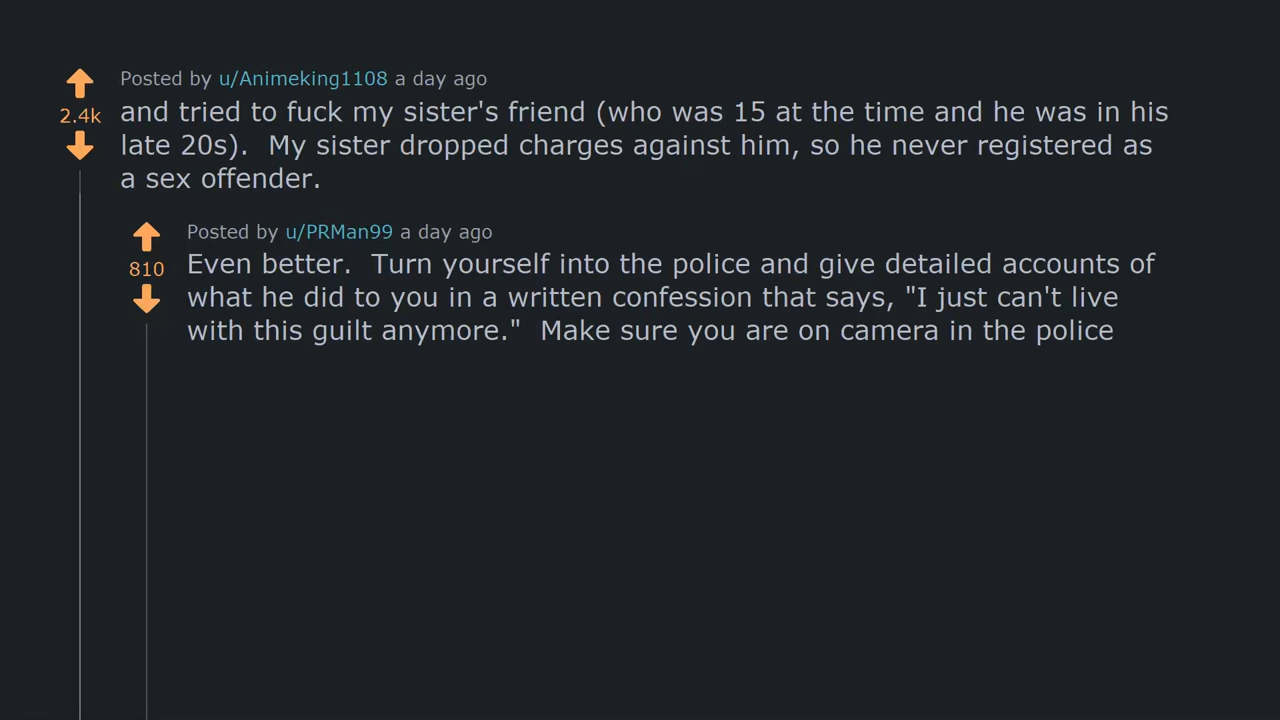 Posted by u/Animeking1108 a day ago
2.4k
and tried to fuck my sister's friend (who was 15 at the time and he was in his
late 20s).  My sister dropped charges against him, so he never registered as
a sex offender.
Posted by u/PRMan99 a day ago
810
Even better.  Turn yourself into the police and give detailed accounts of
what he did to you in a written confession that says, "I just can't live
with this guilt anymore."  Make sure you are on camera in the police